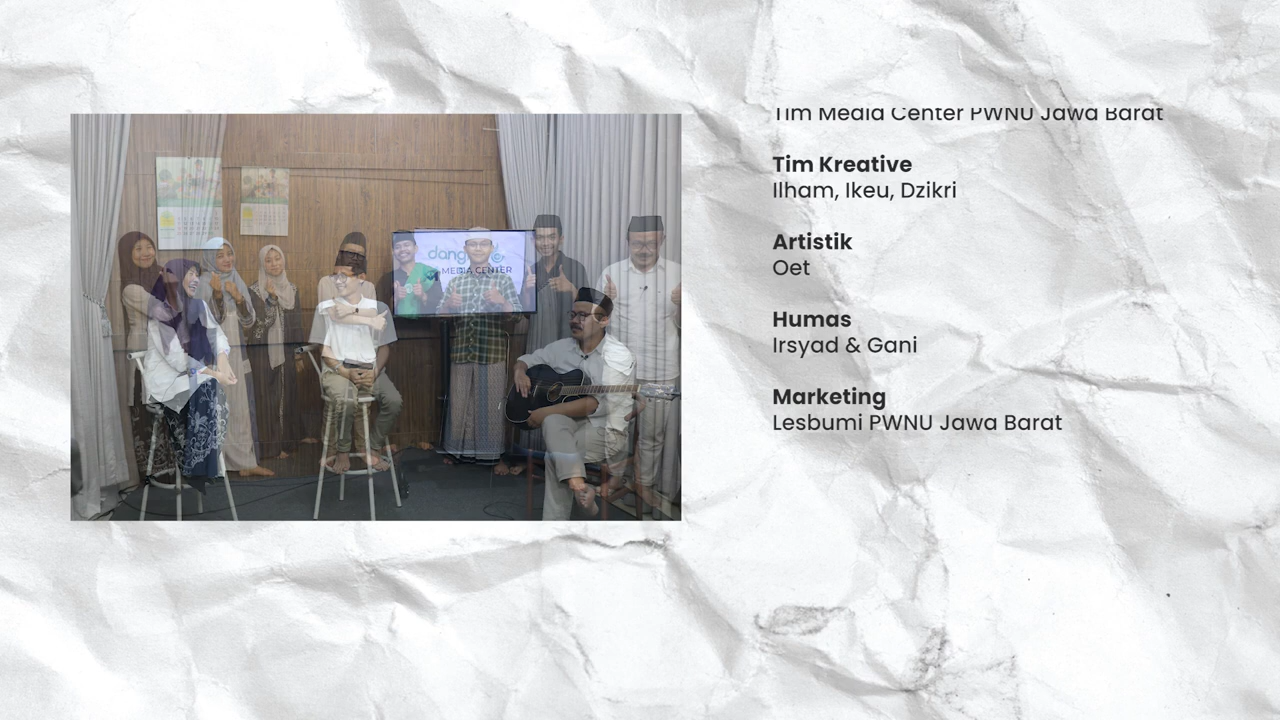 Tim Media Center PWNU Jawa Barat
Tim Kreative
Ilham, Ikeu, Dzikri
Artistik
Oet
Humas
Irsyad & Gani
Marketing
Lesbumi PWNU Jawa Barat
MEDIA CENTER